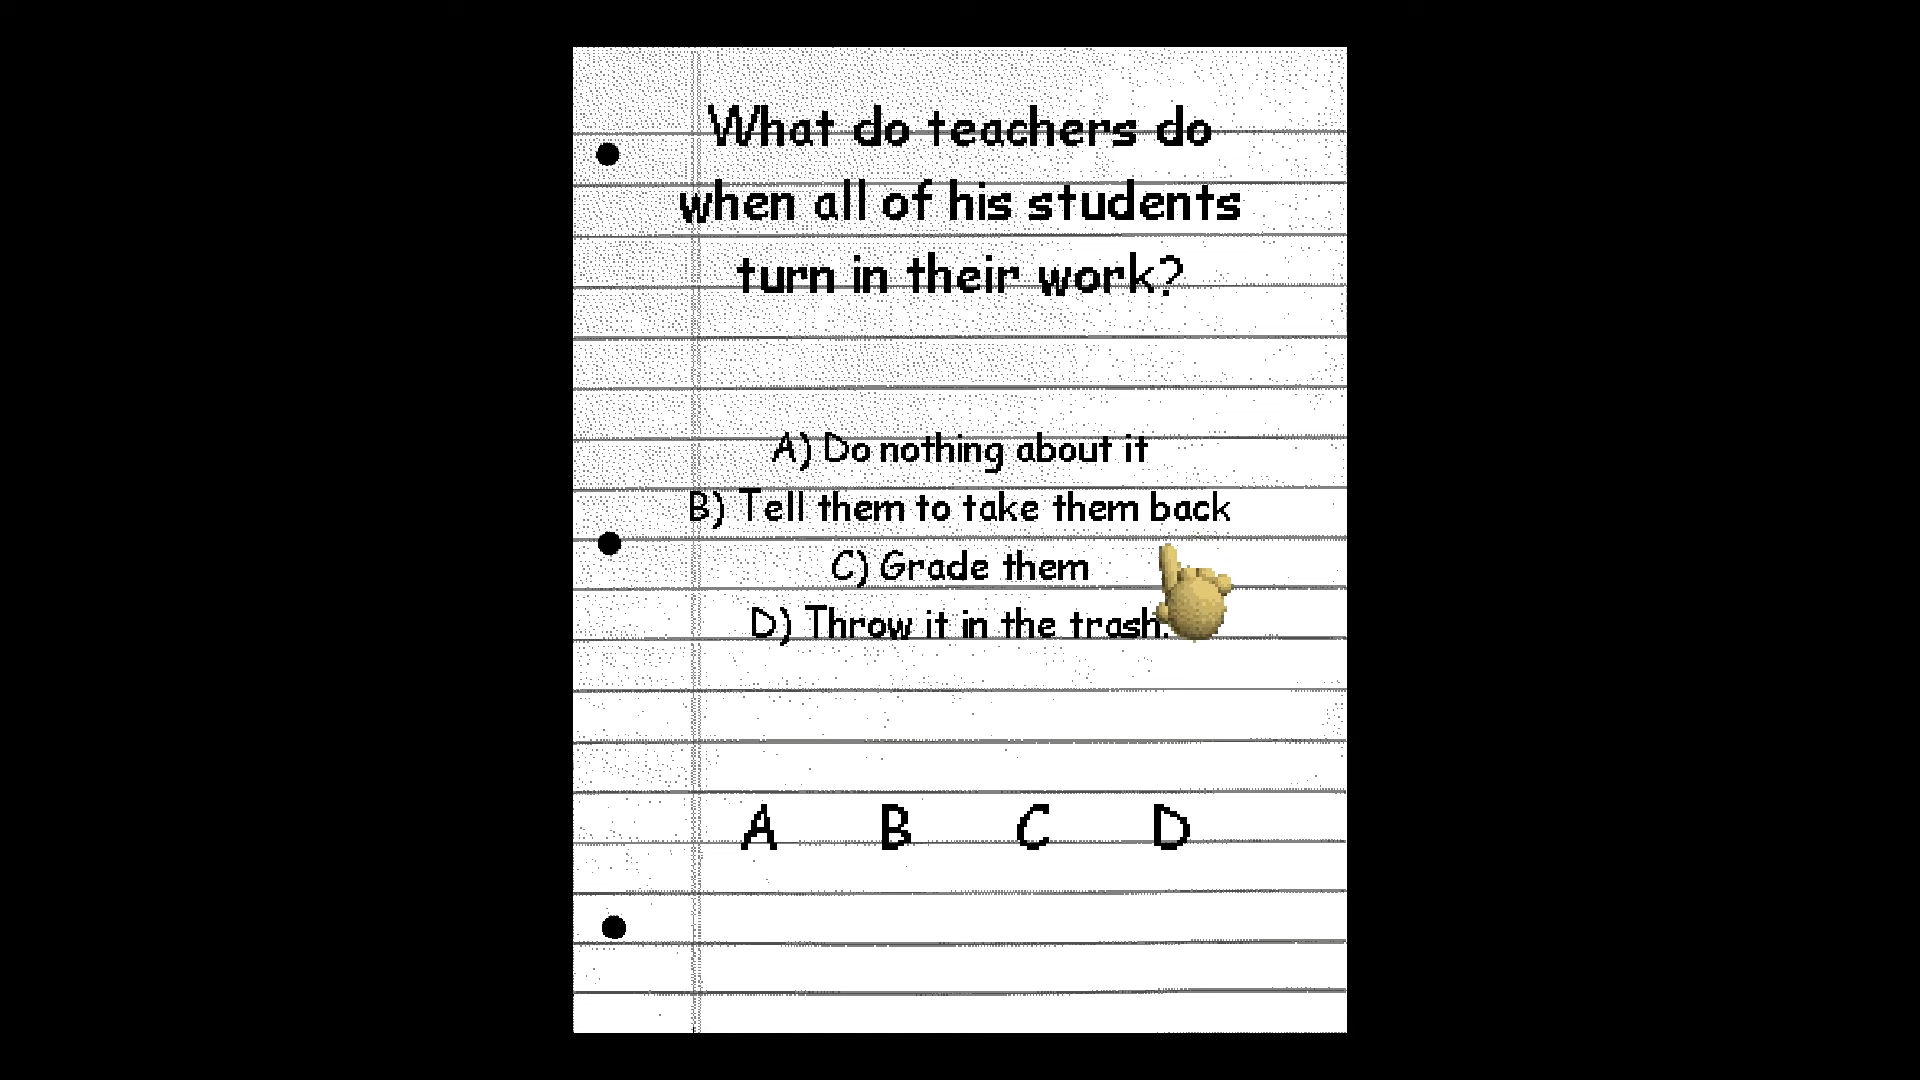 What do teachers do
when all of his students
turn in their work?
A) Do nothing about it
B) Tell them to take them back
C) Grade them
D) Throw it in the trash.
A B C D